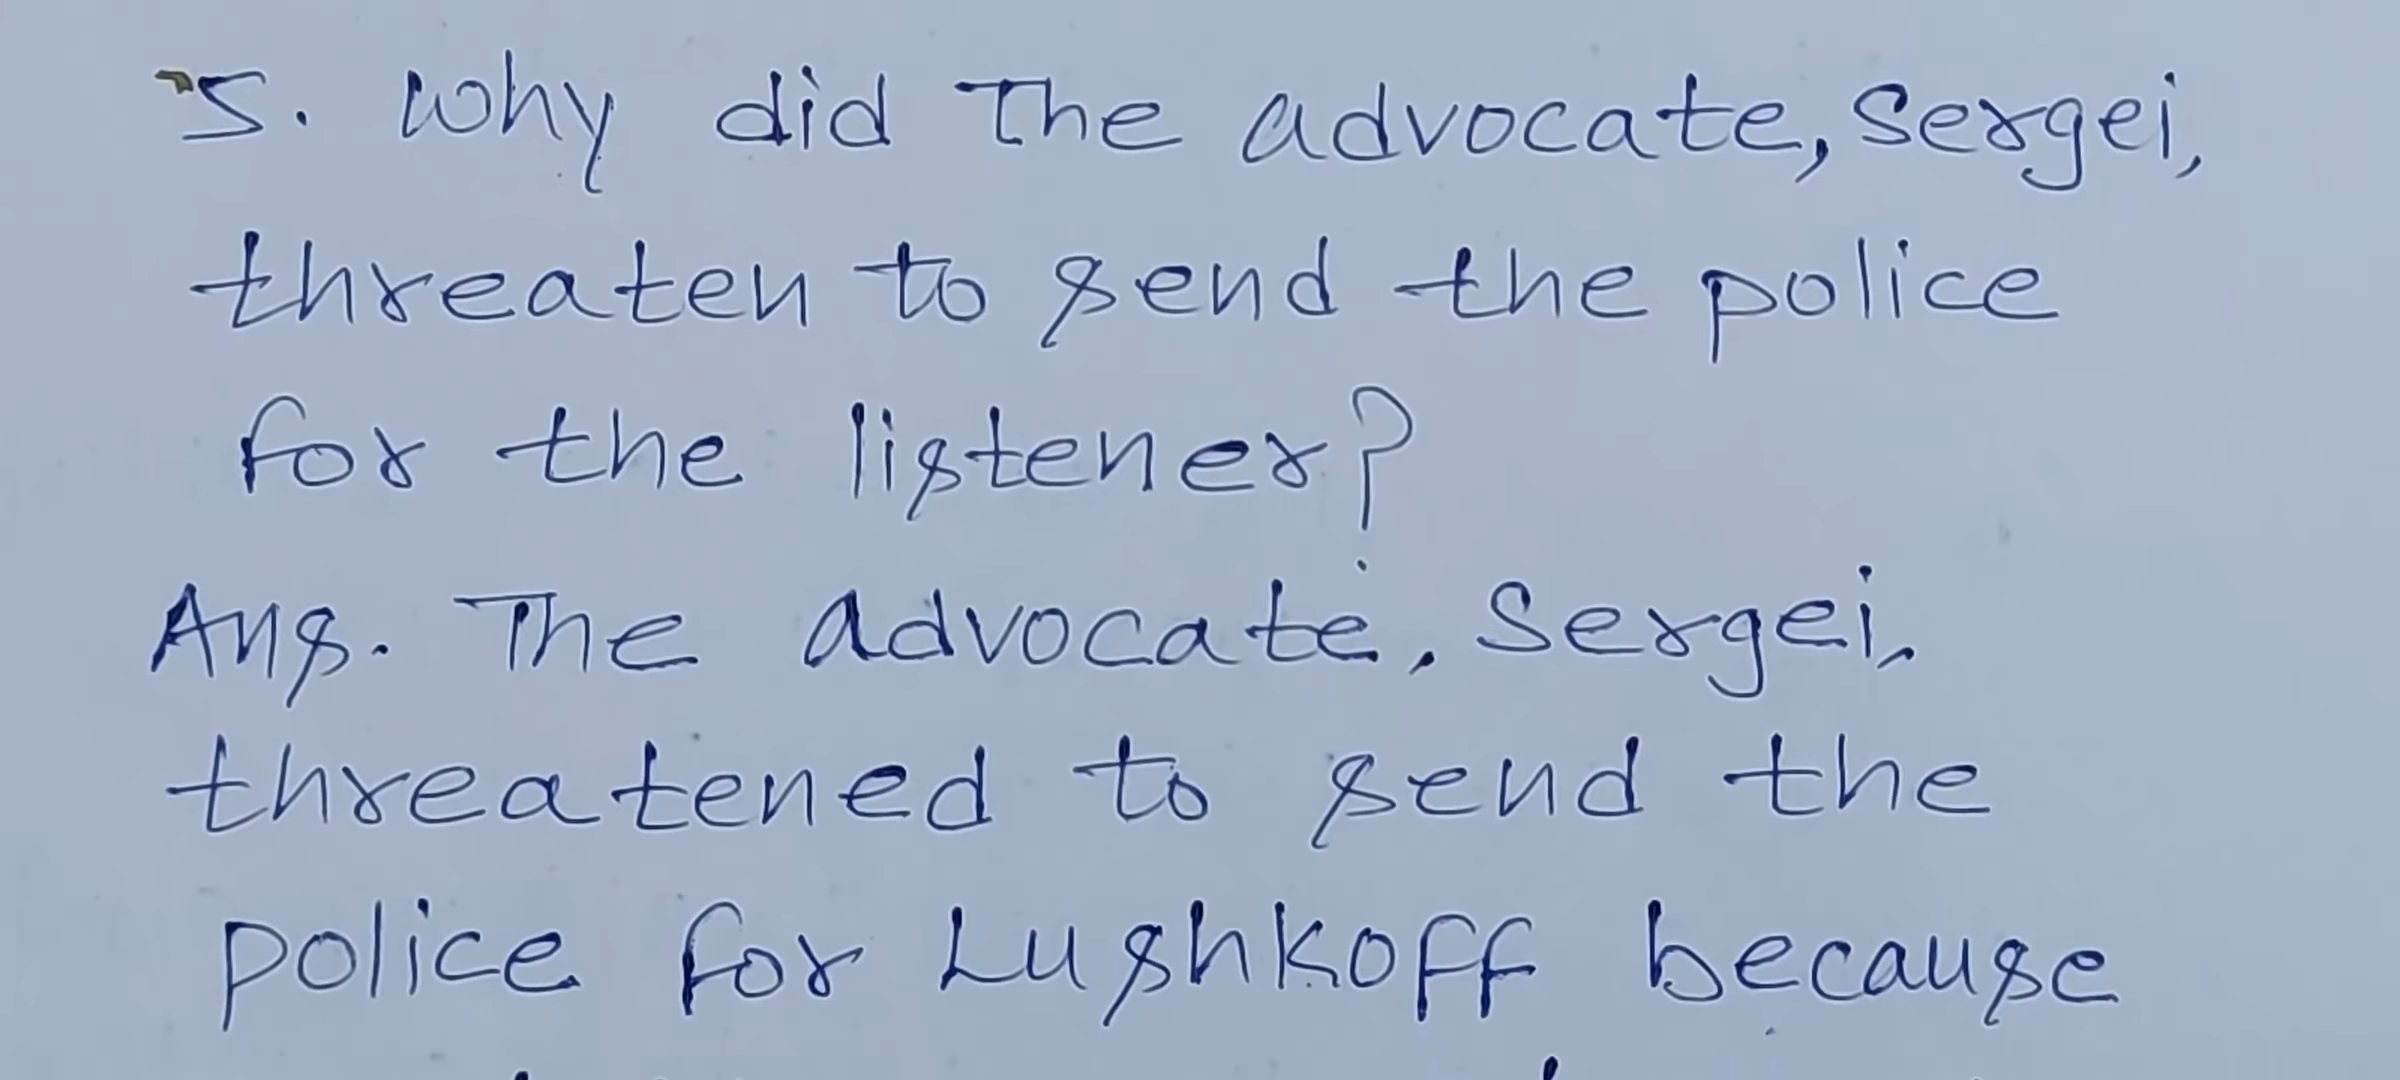 5. Why did The advocate, Sergei,
threaten to send the police
for the listener?
Ans. The advocate, Sergei,
threatened to send the
police for Lushkoff because